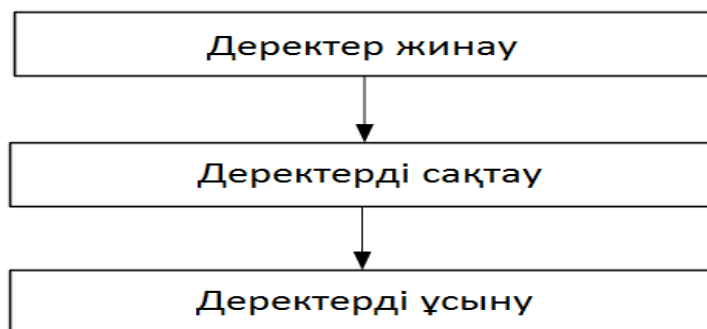 Деректер жинау
Деректерді сақтау
Деректерді ұсыну